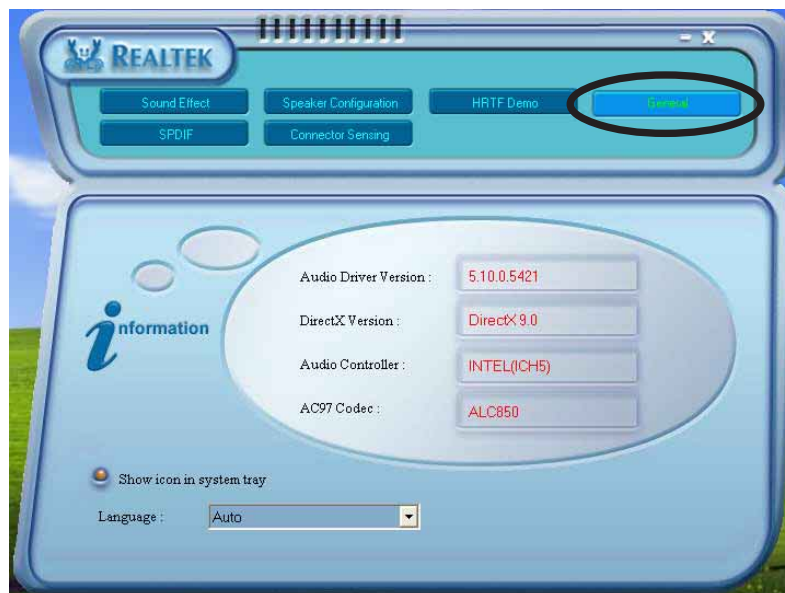 REALTEK
- X
Sound Effect
Speaker Configuration
HRTF Demo
General
SPDIF
Connector Sensing
information
Audio Driver Version :
5.10.0.5421
DirectX Version :
DirectX 9.0
Audio Controller :
INTEL(ICH5)
AC97 Codec :
ALC850
Show icon in system tray
Language :
Auto